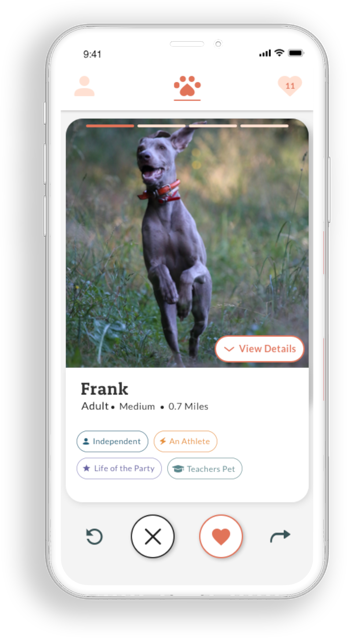 9:41
11
View Details
Frank
Adult • Medium • 0.7 Miles
Independent
An Athlete
Life of the Party
Teachers Pet